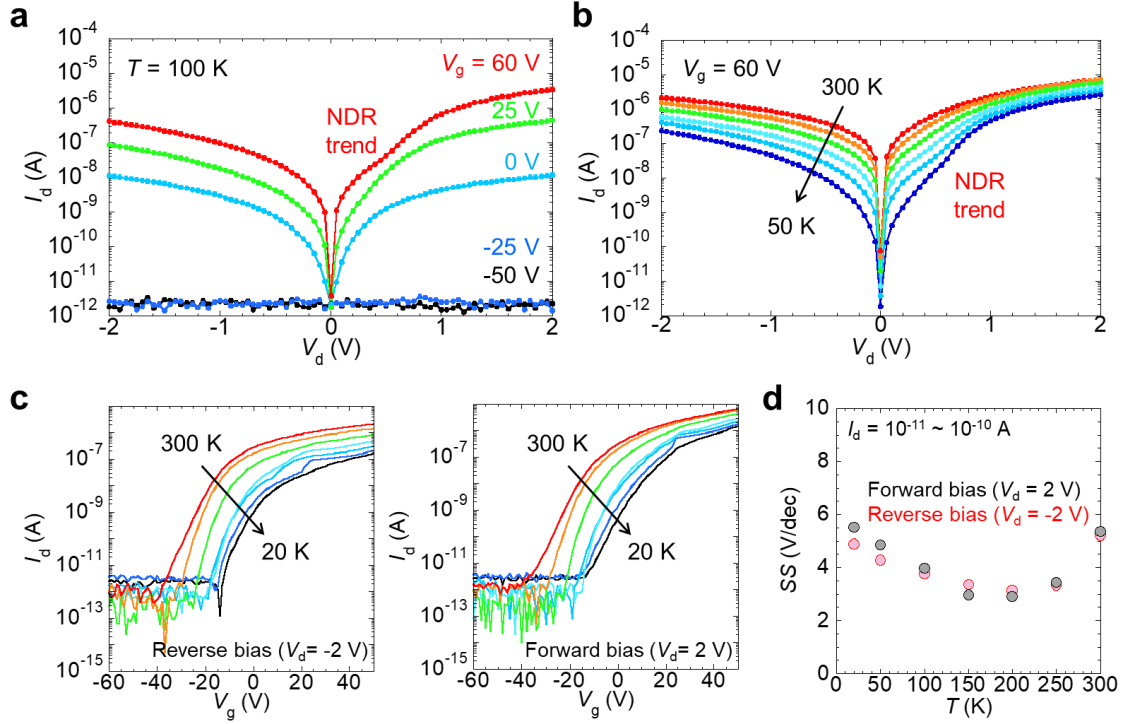 a
10⁻⁴
10⁻⁵
10⁻⁶
10⁻⁷
10⁻⁸
10⁻⁹
10⁻¹⁰
10⁻¹¹
10⁻¹²
I_d (A)
T = 100 K
V_g = 60 V
NDR
trend
25 V
0 V
-25 V
-50 V
-2 -1 0 1 2
V_d (V)
b
10⁻⁴
10⁻⁵
10⁻⁶
10⁻⁷
10⁻⁸
10⁻⁹
10⁻¹⁰
10⁻¹¹
10⁻¹²
I_d (A)
V_g = 60 V
300 K
50 K
NDR
trend
-2 -1 0 1 2
V_d (V)
c
10⁻⁷
10⁻⁹
10⁻¹¹
10⁻¹³
10⁻¹⁵
I_d (A)
300 K
20 K
Reverse bias (V_d= -2 V)
-60 -40 -20 0 20 40
V_g (V)
10⁻⁷
10⁻⁹
10⁻¹¹
10⁻¹³
10⁻¹⁵
I_d (A)
300 K
20 K
Forward bias (V_d= 2 V)
-60 -40 -20 0 20 40
V_g (V)
d
10
8
6
4
2
0
SS (V/dec)
I_d = 10⁻¹¹ ~ 10⁻¹⁰ A
Forward bias (V_d= 2 V)
Reverse bias (V_d= -2 V)
0 50 100 150 200 250 300
T (K)